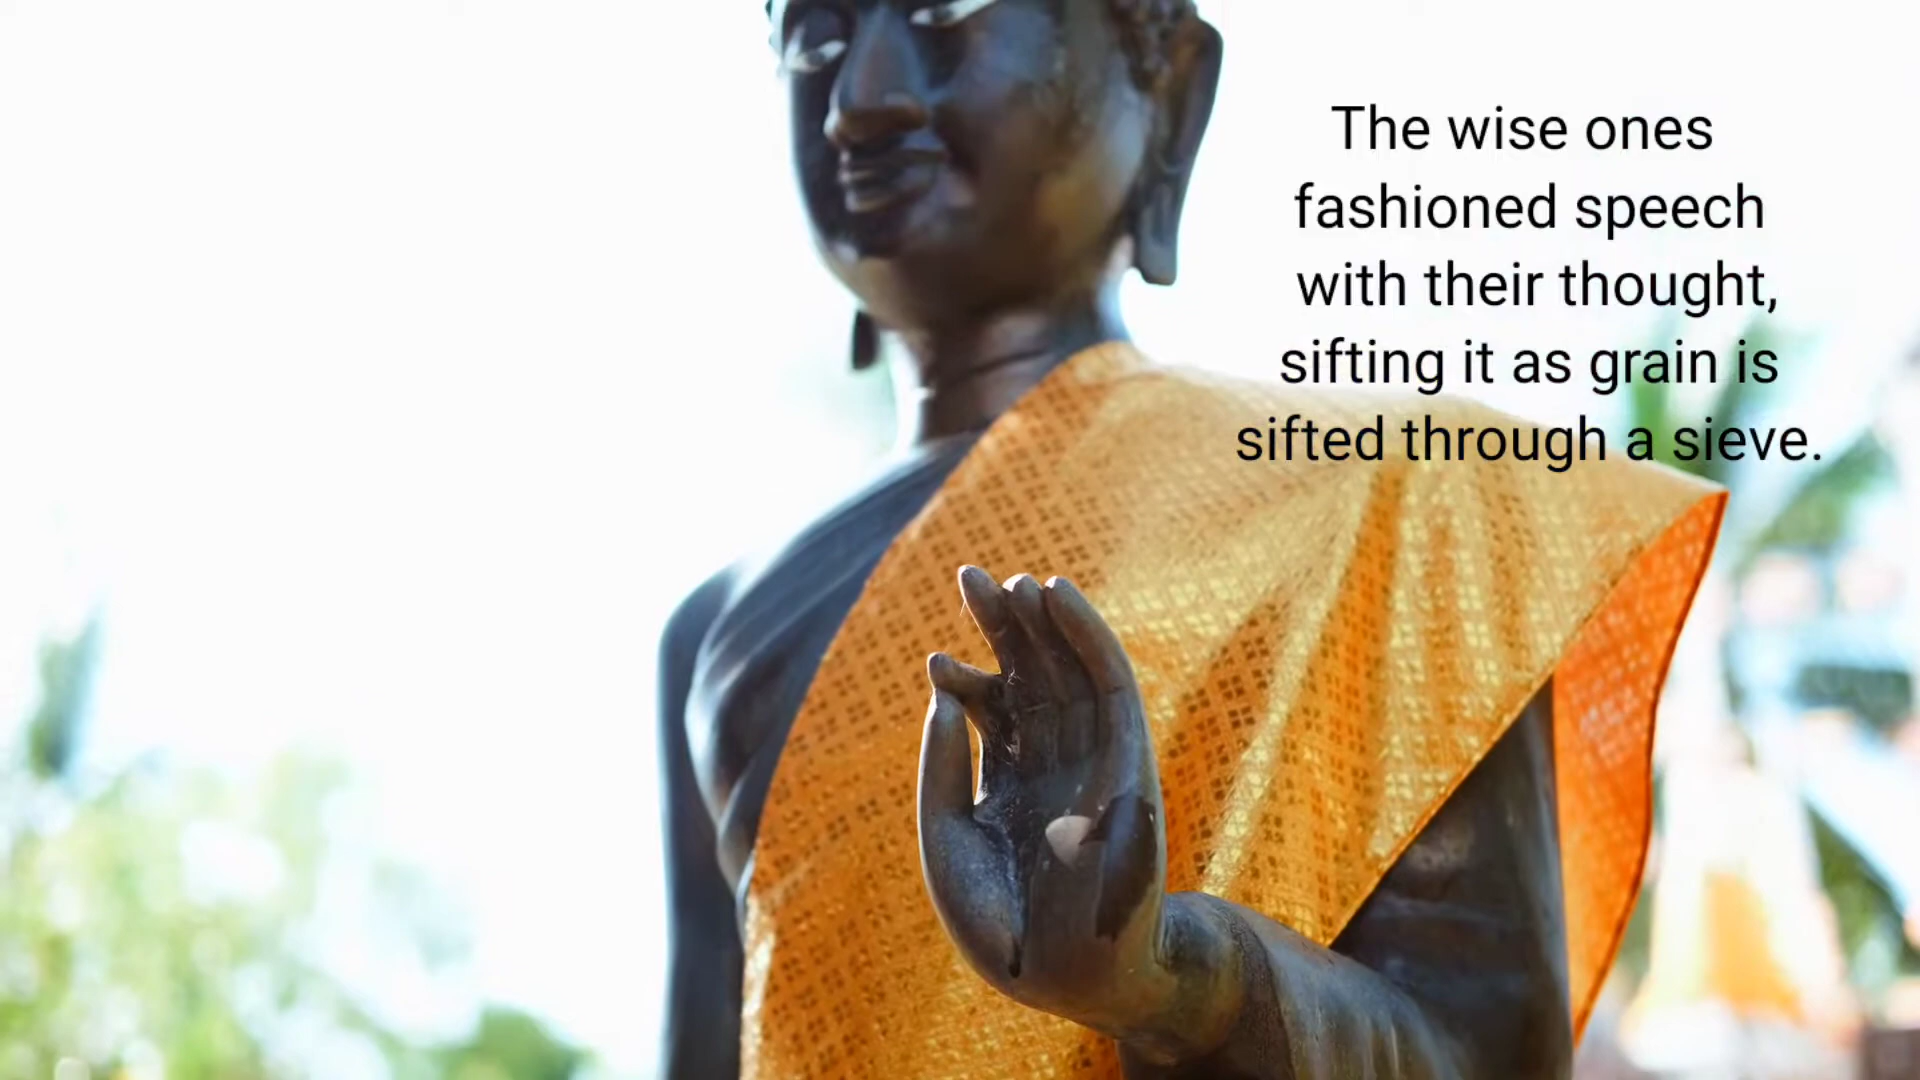 The wise ones
fashioned speech
with their thought,
sifting it as grain is
sifted through a sieve.